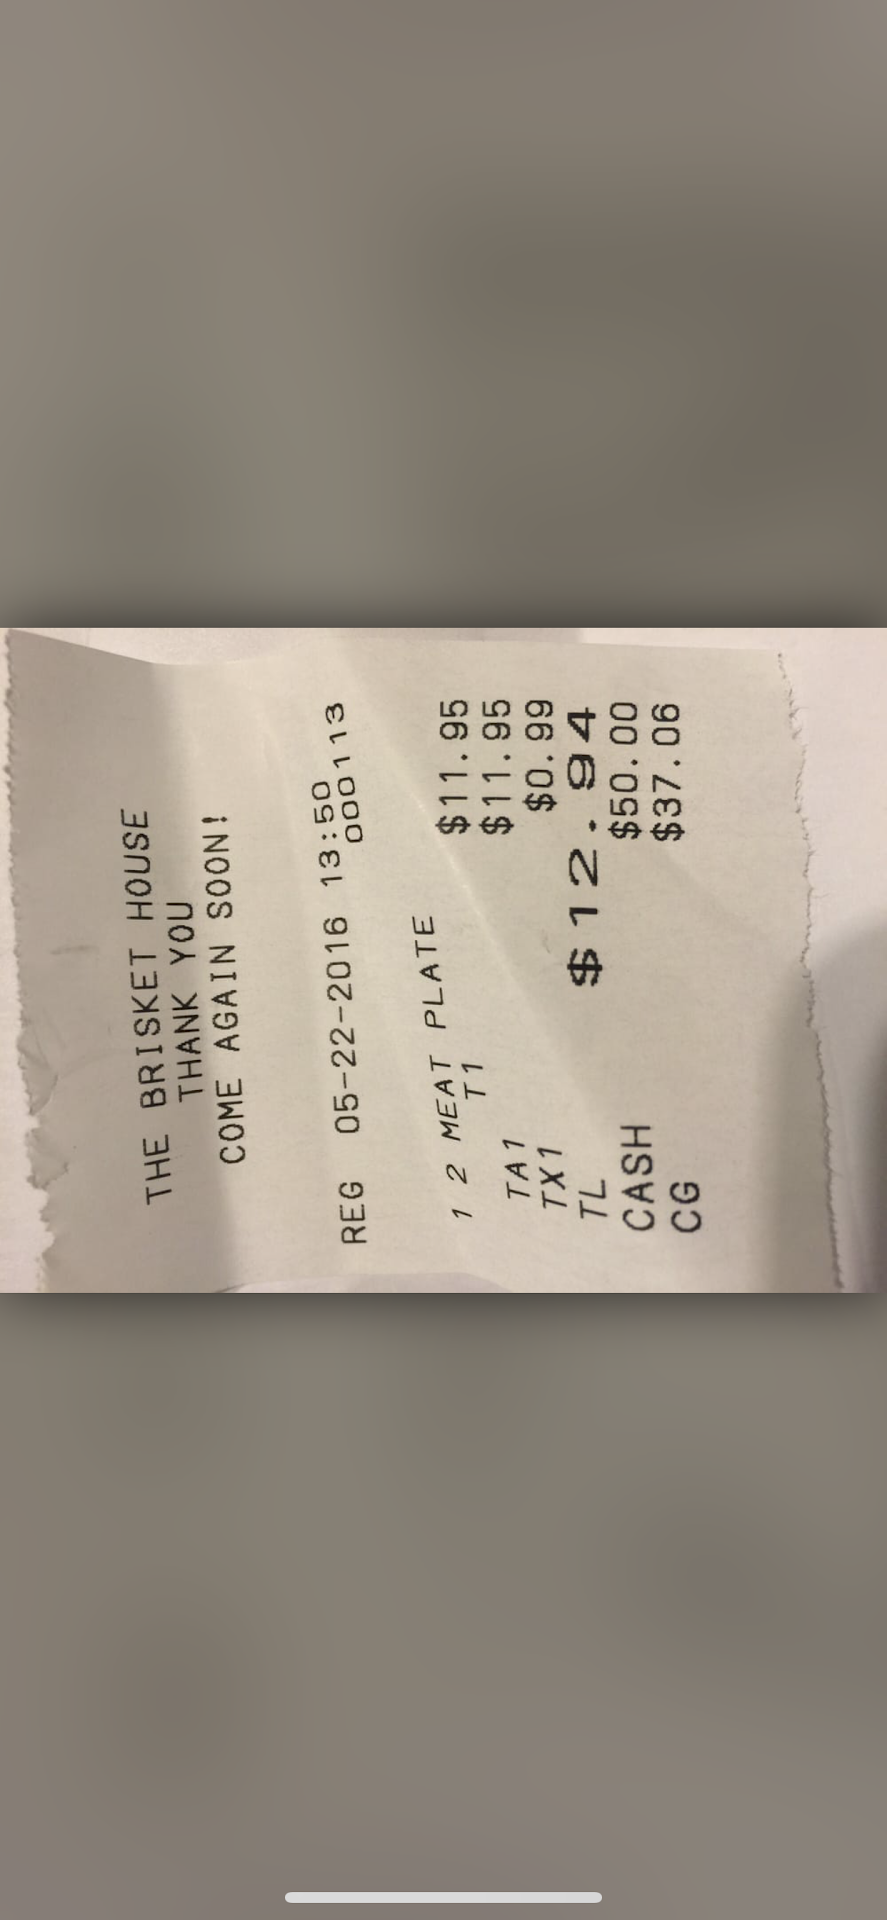 THE BRISKET HOUSE
THANK YOU
COME AGAIN SOON!
REG 05-22-2016 13:50
000113
1 2 MEAT PLATE
T1 $11.95
TA1 $11.95
TX1 $0.99
TL $12.94
CASH $50.00
CG $37.06